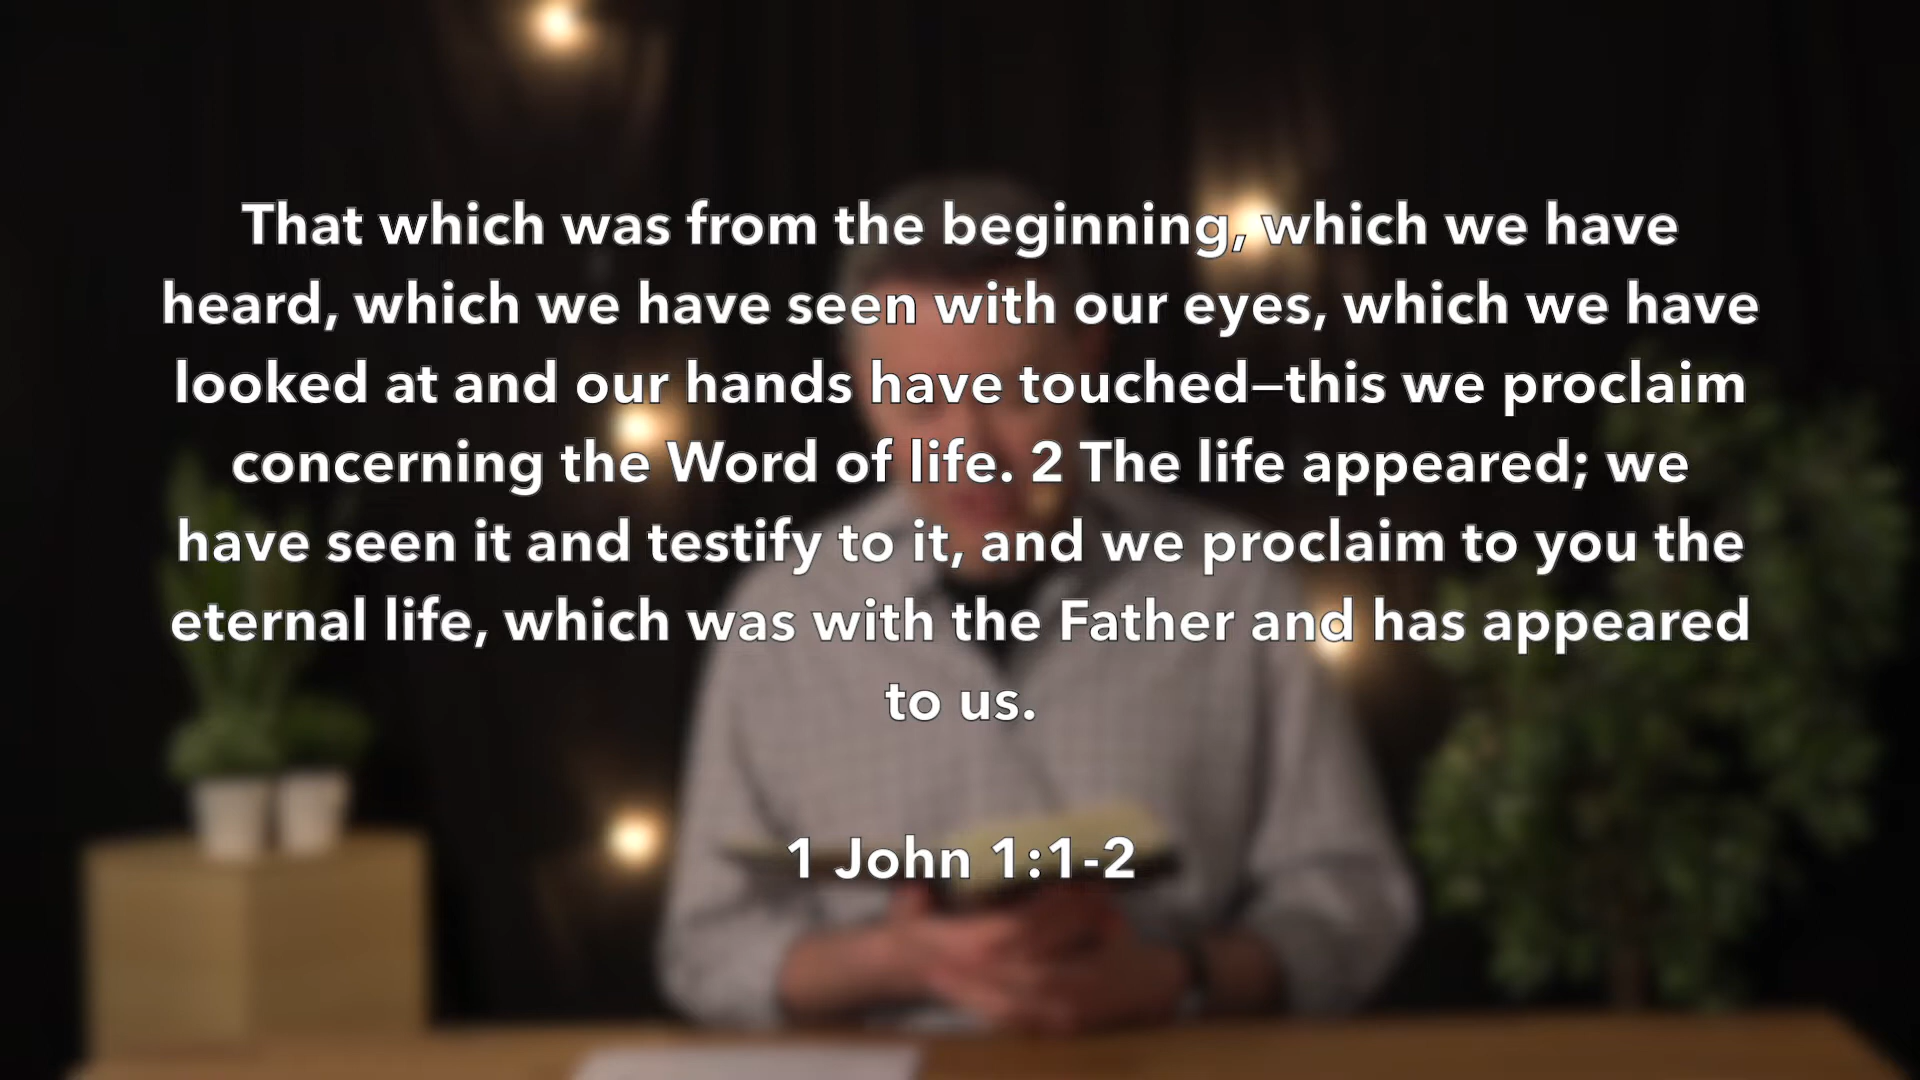 That which was from the beginning, which we have
heard, which we have seen with our eyes, which we have
looked at and our hands have touched—this we proclaim
concerning the Word of life. 2 The life appeared; we
have seen it and testify to it, and we proclaim to you the
eternal life, which was with the Father and has appeared
to us.
1 John 1:1-2